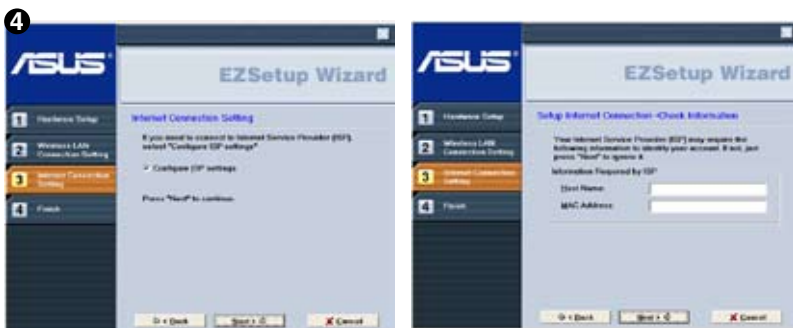 4
ASUS
EZSetup Wizard
1 Hardware Setup
2 Wireless LAN
Connection Setting
3 Internet Connection
Setting
4 Finish
Internet Connection Setting
If you need to connect to Internet Service Provider (ISP),
select "Configure ISP settings"
Configure ISP settings
Press "Next" to continue.
< Back
Next >
Cancel
ASUS
EZSetup Wizard
1 Hardware Setup
2 Wireless LAN
Connection Setting
3 Internet Connection
Setting
4 Finish
Setup Internet Connection -Check Information
Your Internet Service Provider (ISP) may require the
following information to identify your account. If not, just
press "Next" to ignore it.
Information Required by ISP
Host Name:
MAC Address:
< Back
Next >
Cancel